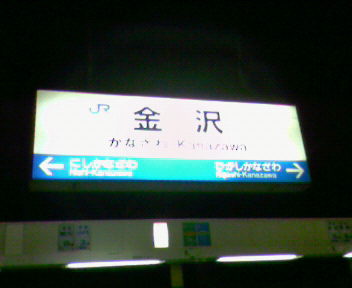 JR
金沢
かなざわ Kanazawa
← にしかなざわ ひがしかなざわ →
Nishi-Kanazawa Higashi-Kanazawa